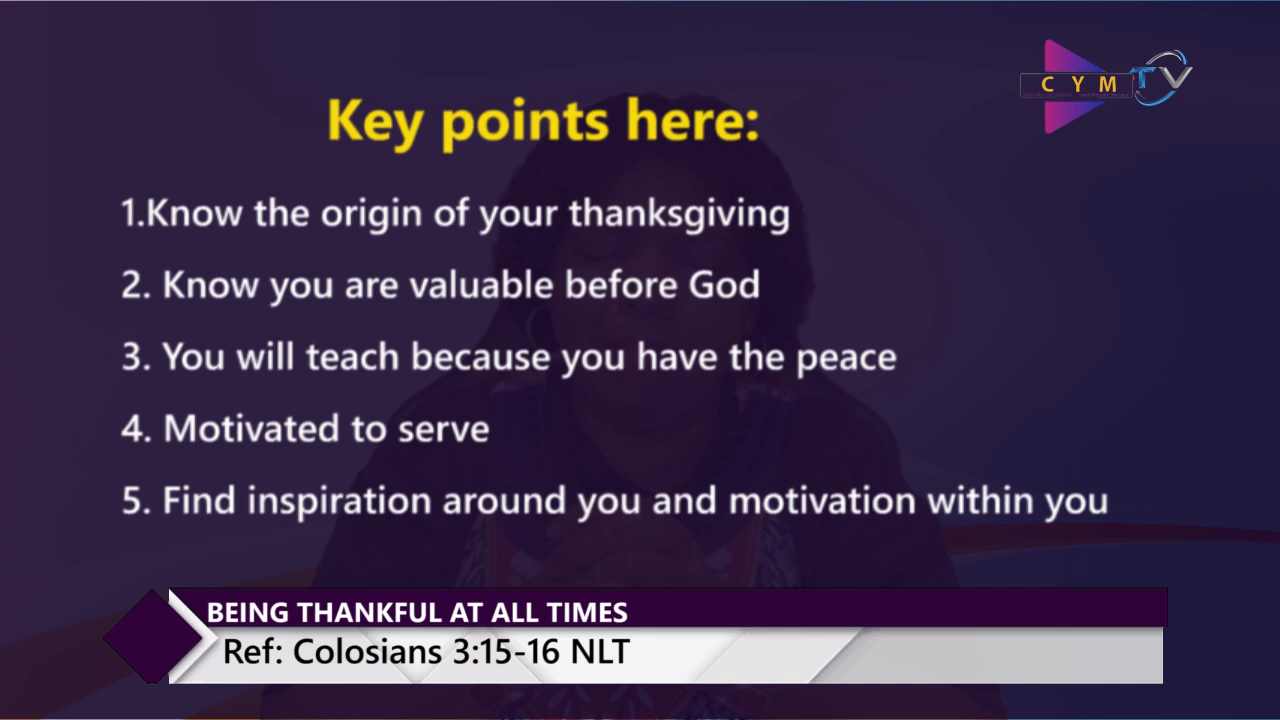 CYM TV
Key points here:
1.Know the origin of your thanksgiving
2. Know you are valuable before God
3. You will teach because you have the peace
4. Motivated to serve
5. Find inspiration around you and motivation within you
BEING THANKFUL AT ALL TIMES
Ref: Colosians 3:15-16 NLT